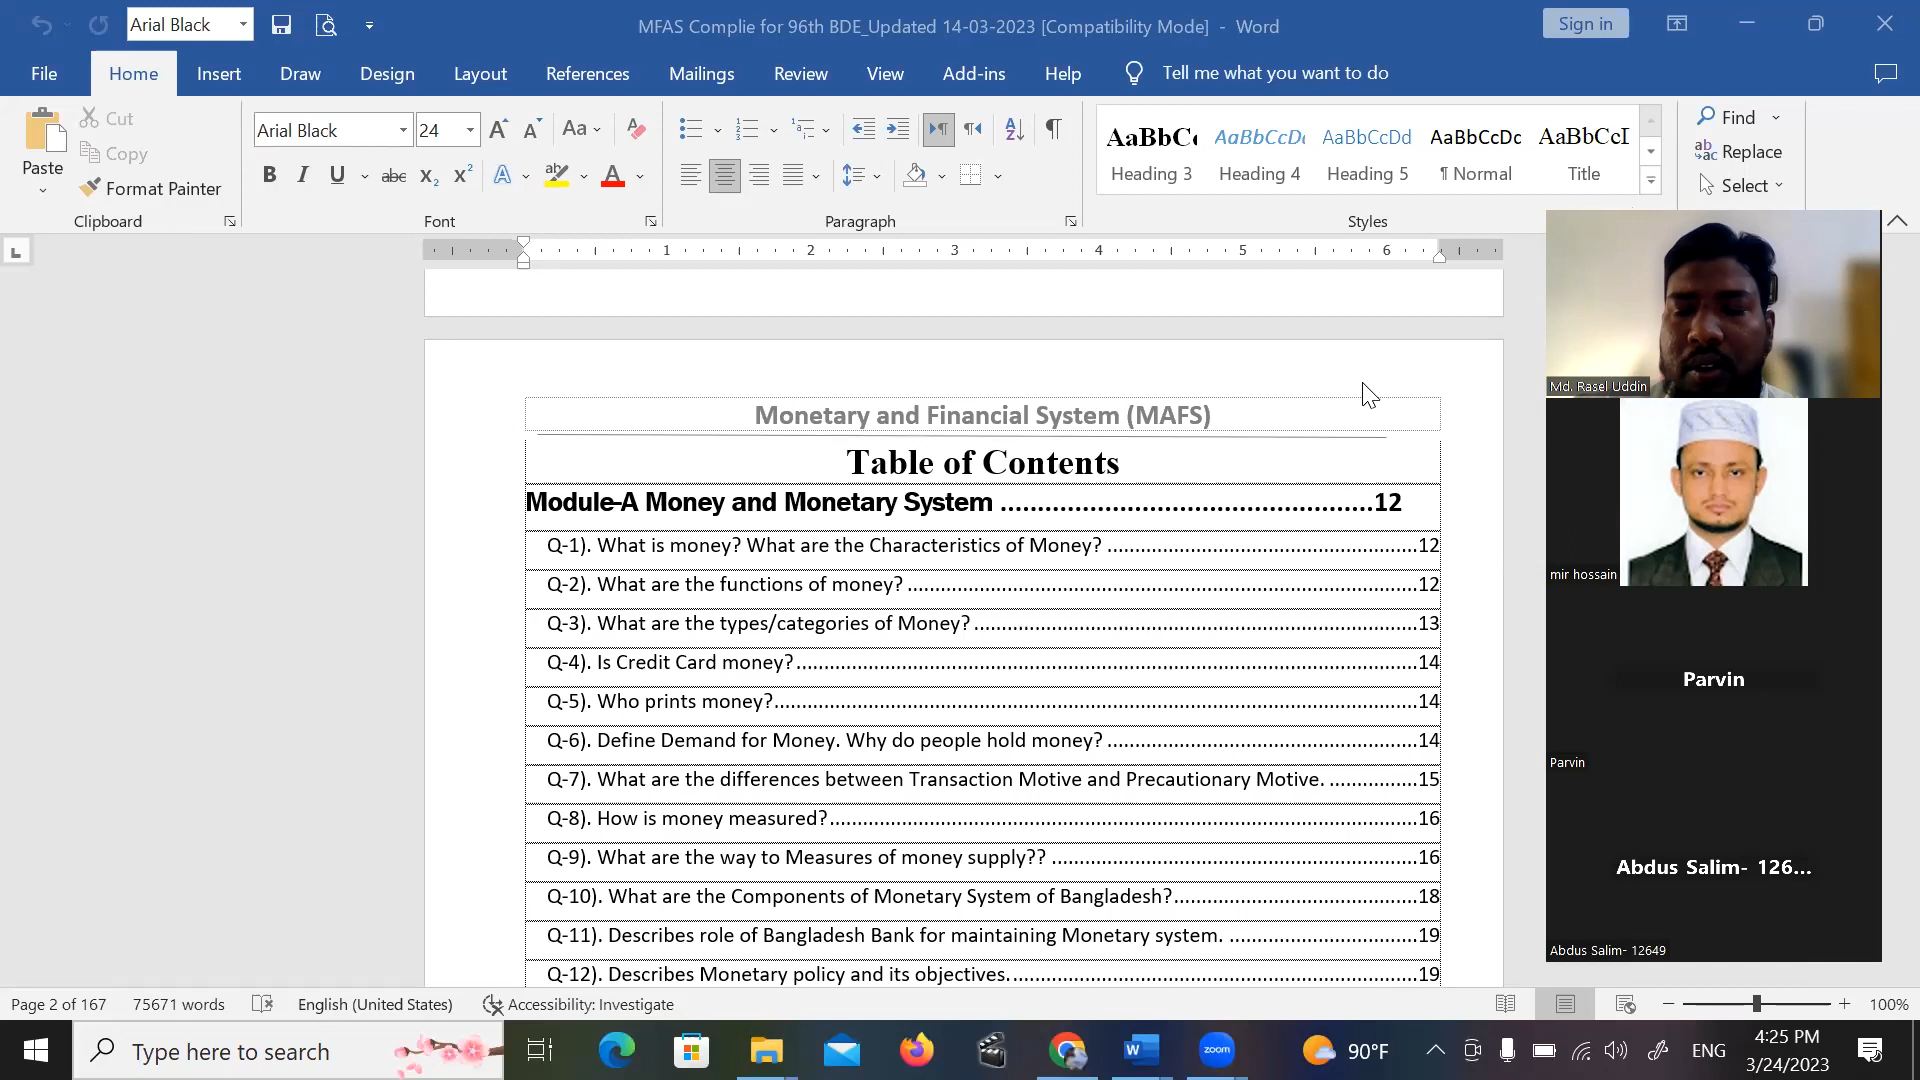 Arial Black
MFAS Complie for 96th BDE_Updated 14-03-2023 [Compatibility Mode] - Word
Sign in
File Home Insert Draw Design Layout References Mailings Review View Add-ins Help Tell me what you want to do
Paste
Cut
Copy
Format Painter
Clipboard
Arial Black 24
Font
Paragraph
AaBbCc AaBbCcDc AaBbCcDd AaBbCcDc AaBbCcI
Heading 3 Heading 4 Heading 5 ¶ Normal Title
Styles
Find
Replace
Select
1 2 3 4 5 6
Monetary and Financial System (MAFS)
Table of Contents
Module-A Money and Monetary System ..................................................12
Q-1). What is money? What are the Characteristics of Money? ........................................................12
Q-2). What are the functions of money? ............................................................................................12
Q-3). What are the types/categories of Money? ................................................................................13
Q-4). Is Credit Card money?................................................................................................................14
Q-5). Who prints money?....................................................................................................................14
Q-6). Define Demand for Money. Why do people hold money? ........................................................14
Q-7). What are the differences between Transaction Motive and Precautionary Motive. ................15
Q-8). How is money measured?..........................................................................................................16
Q-9). What are the way to Measures of money supply?? ..................................................................16
Q-10). What are the Components of Monetary System of Bangladesh?............................................18
Q-11). Describes role of Bangladesh Bank for maintaining Monetary system. ..................................19
Q-12). Describes Monetary policy and its objectives..........................................................................19
Md. Rasel Uddin
mir hossain
Parvin
Parvin
Abdus Salim- 126...
Abdus Salim- 12649
Page 2 of 167 75671 words English (United States) Accessibility: Investigate 100%
Type here to search
zoom
90°F
ENG
4:25 PM
3/24/2023